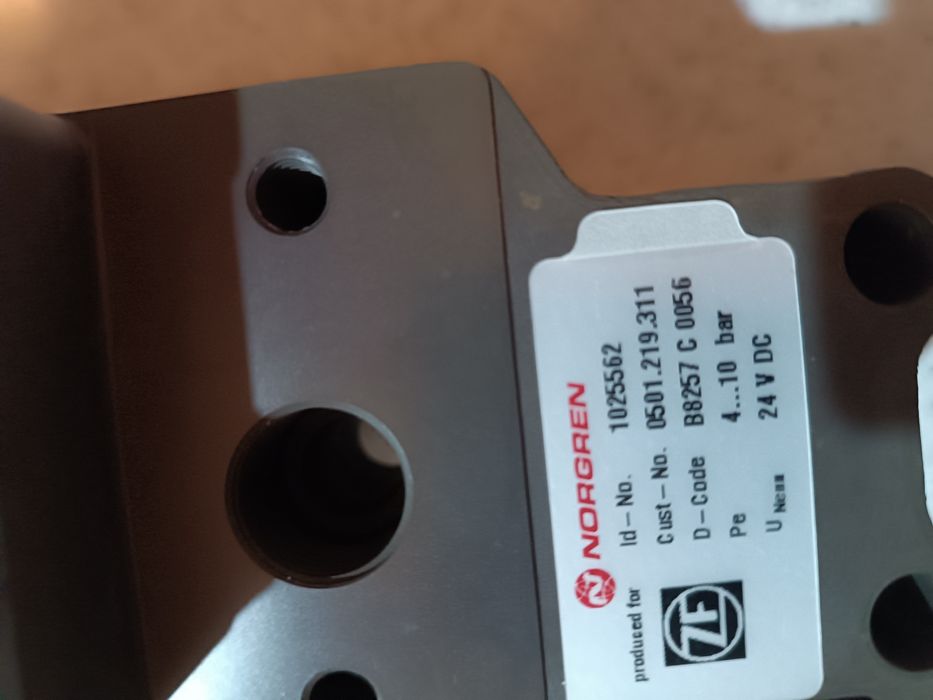 NORGREN
Id-No. 1025562
Cust-No. 0501.219.311
D-Code B8257 C 0056
Pe 4...10 bar
U Nenn 24 V DC
produced for
ZF